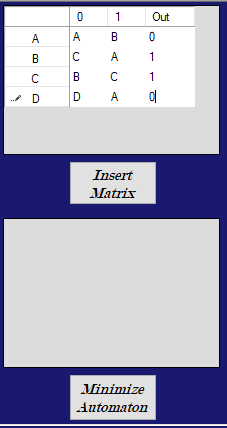 0 1 Out
A A B 0
B C A 1
C B C 1
D D A 0
Insert
Matrix
Minimize
Automaton